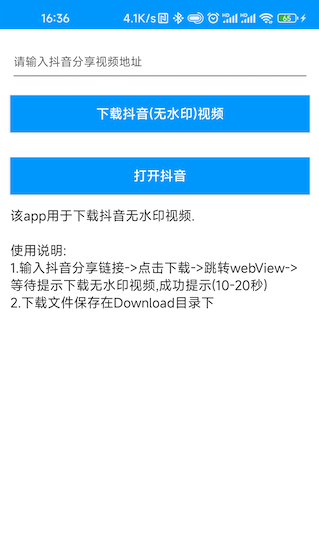 16:36 4.1K/s HD HD 65
请输入抖音分享视频地址
下载抖音(无水印)视频
打开抖音
该app用于下载抖音无水印视频.
使用说明:
1.输入抖音分享链接->点击下载->跳转webView->
等待提示下载无水印视频,成功提示(10-20秒)
2.下载文件保存在Download目录下